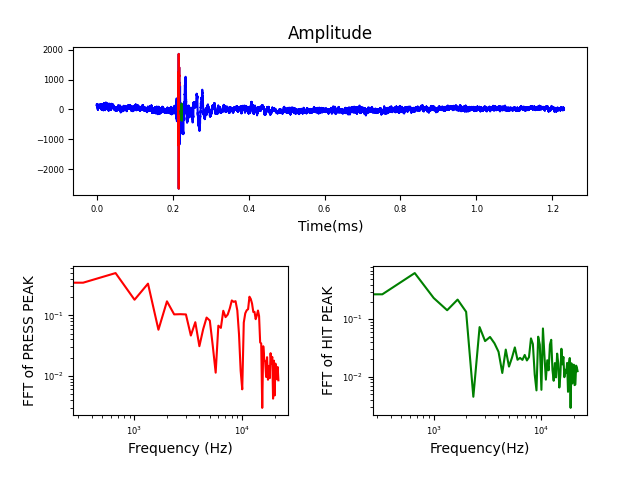 Amplitude
2000
1000
0
−1000
−2000
0.0 0.2 0.4 0.6 0.8 1.0 1.2
Time(ms)
FFT of PRESS PEAK
10⁻¹
10⁻²
10³ 10⁴
Frequency (Hz)
FFT of HIT PEAK
10⁻¹
10⁻²
10³ 10⁴
Frequency(Hz)